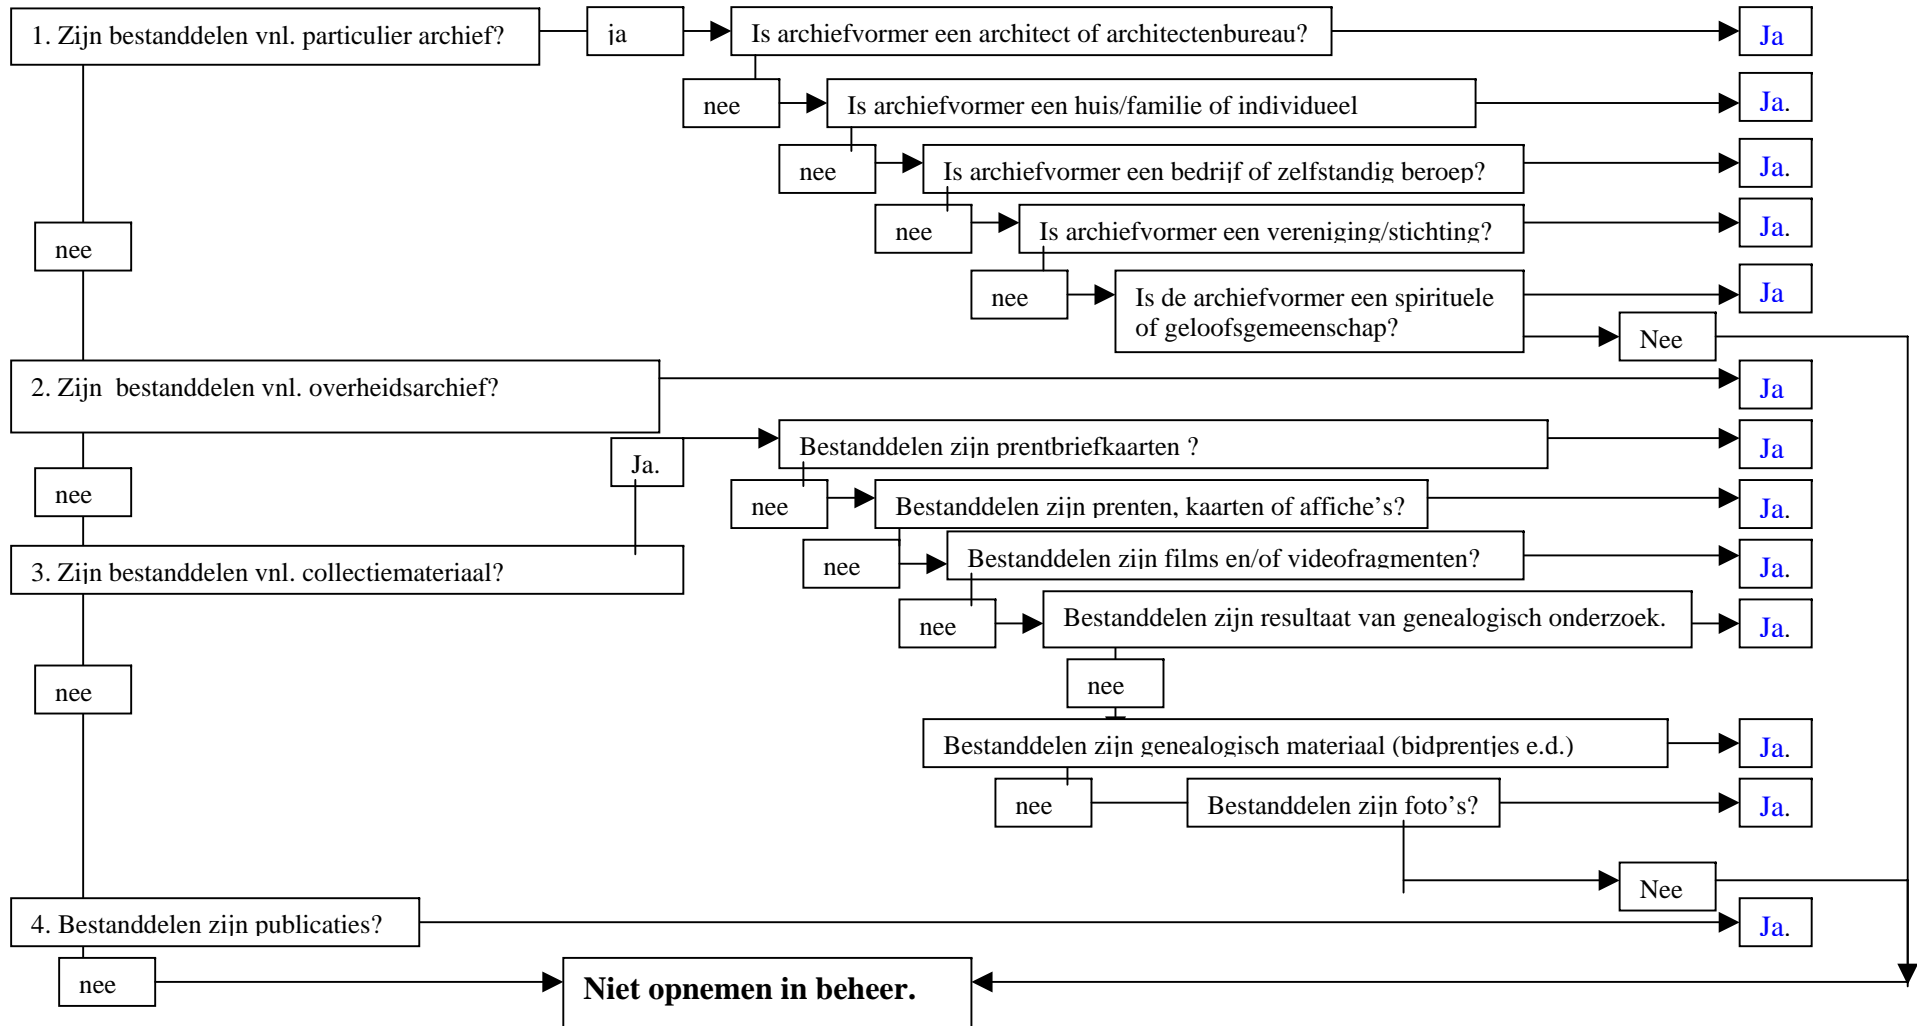 1. Zijn bestanddelen vnl. particulier archief?
ja
Is archiefvormer een architect of architectenbureau?
Ja
nee
Is archiefvormer een huis/familie of individueel
Ja.
nee
Is archiefvormer een bedrijf of zelfstandig beroep?
Ja.
nee
nee
Is archiefvormer een vereniging/stichting?
Ja.
nee
Is de archiefvormer een spirituele
of geloofsgemeenschap?
Ja
Nee
2. Zijn  bestanddelen vnl. overheidsarchief?
Ja
Ja.
Bestanddelen zijn prentbriefkaarten ?
Ja
nee
nee
Bestanddelen zijn prenten, kaarten of affiche’s?
Ja.
3. Zijn bestanddelen vnl. collectiemateriaal?
nee
Bestanddelen zijn films en/of videofragmenten?
Ja.
nee
Bestanddelen zijn resultaat van genealogisch onderzoek.
Ja.
nee
nee
Bestanddelen zijn genealogisch materiaal (bidprentjes e.d.)
Ja.
nee
Bestanddelen zijn foto’s?
Ja.
Nee
4. Bestanddelen zijn publicaties?
Ja.
nee
Niet opnemen in beheer.